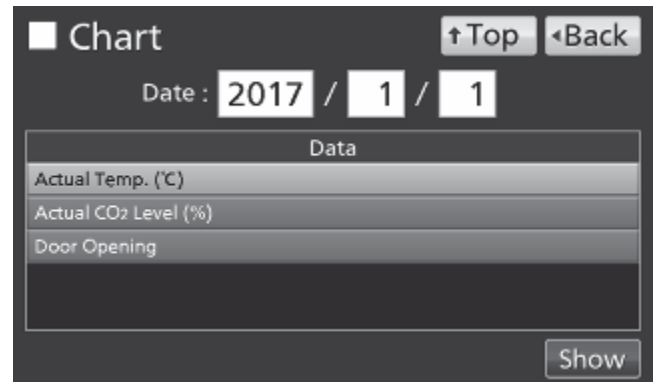 Chart ↑Top ◂Back
Date : 2017 / 1 / 1
Data
Actual Temp. (℃)
Actual CO2 Level (%)
Door Opening
Show